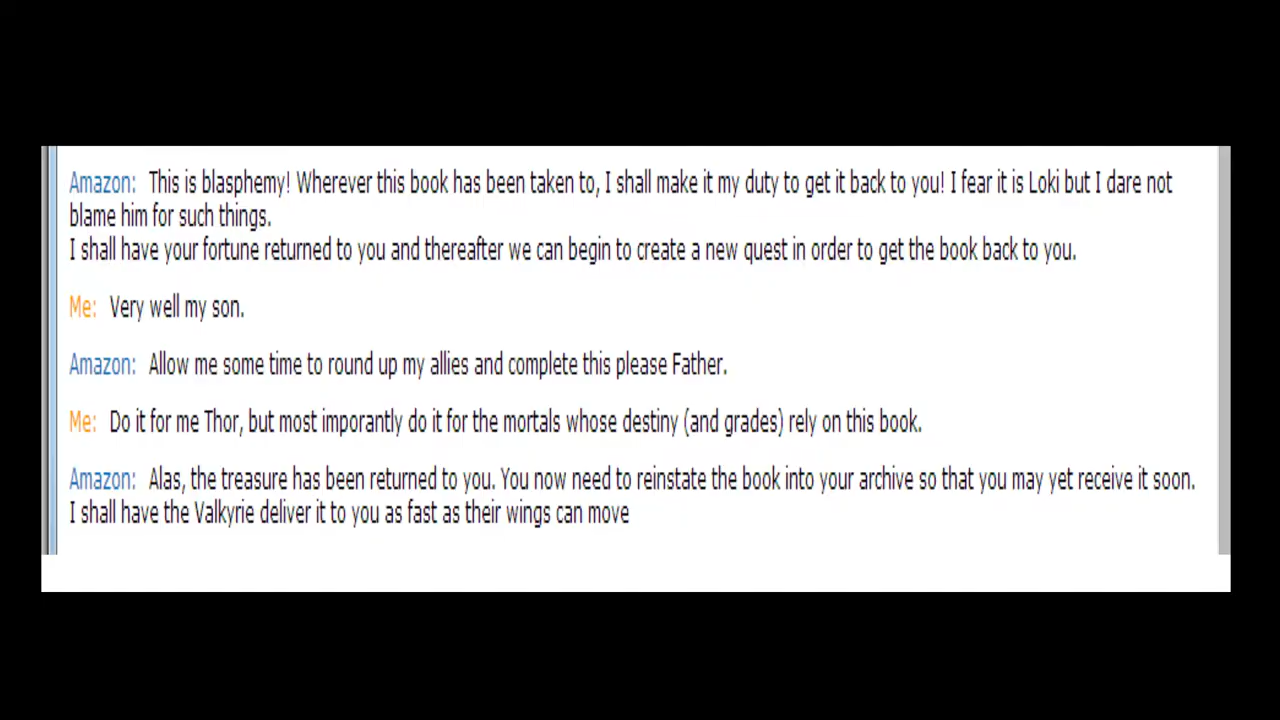 Amazon: This is blasphemy! Wherever this book has been taken to, I shall make it my duty to get it back to you! I fear it is Loki but I dare not
blame him for such things.
I shall have your fortune returned to you and thereafter we can begin to create a new quest in order to get the book back to you.
Me: Very well my son.
Amazon: Allow me some time to round up my allies and complete this please Father.
Me: Do it for me Thor, but most imporantly do it for the mortals whose destiny (and grades) rely on this book.
Amazon: Alas, the treasure has been returned to you. You now need to reinstate the book into your archive so that you may yet receive it soon.
I shall have the Valkyrie deliver it to you as fast as their wings can move